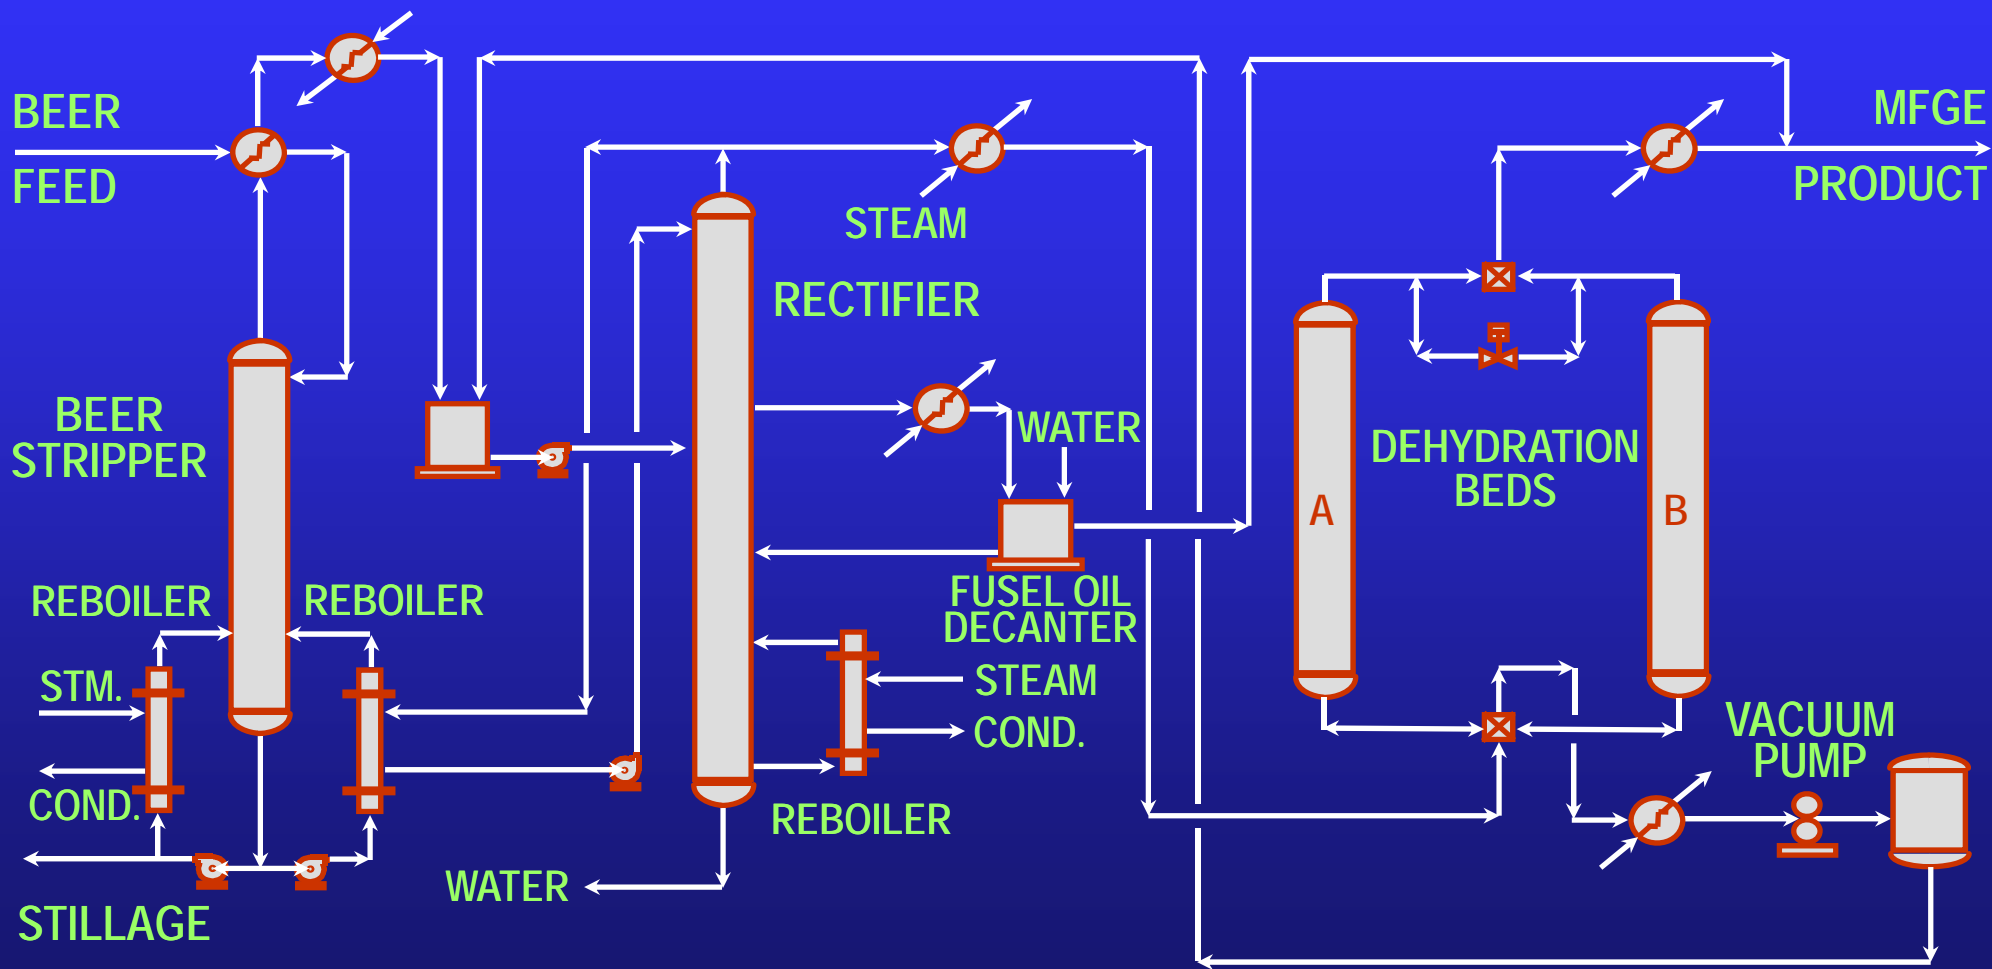 BEER
FEED
MFGE
PRODUCT
STEAM
RECTIFIER
BEER
STRIPPER
WATER
DEHYDRATION
BEDS
A
B
REBOILER
REBOILER
FUSEL OIL
DECANTER
STM.
STEAM
COND.
VACUUM
PUMP
COND.
REBOILER
WATER
STILLAGE